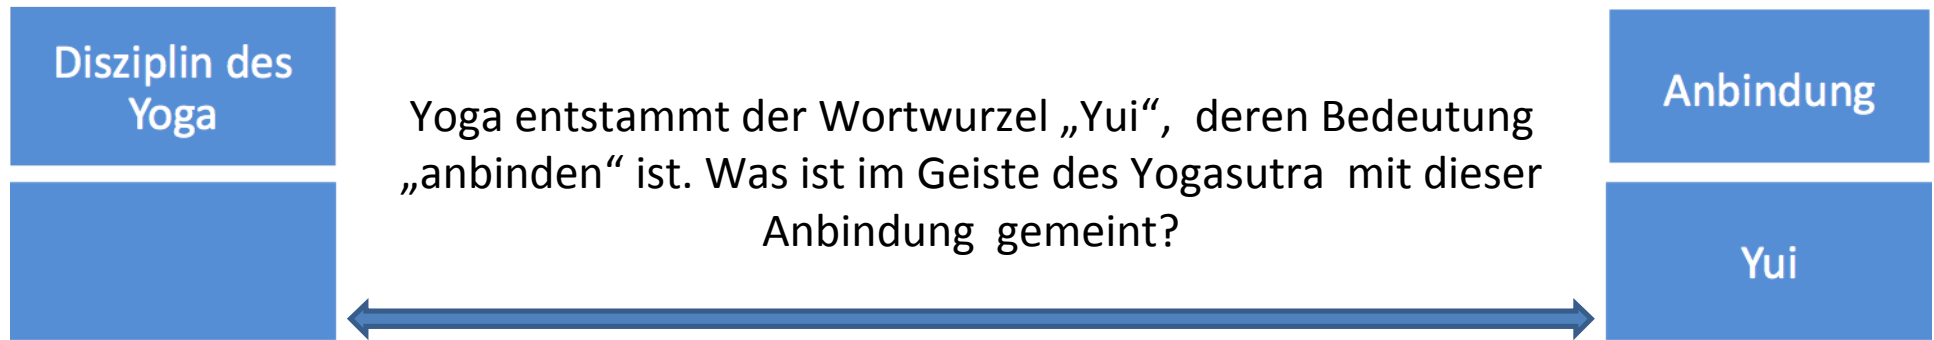 Disziplin des
Yoga
Yoga entstammt der Wortwurzel „Yui“, deren Bedeutung
„anbinden“ ist. Was ist im Geiste des Yogasutra mit dieser
Anbindung gemeint?
Anbindung
Yui